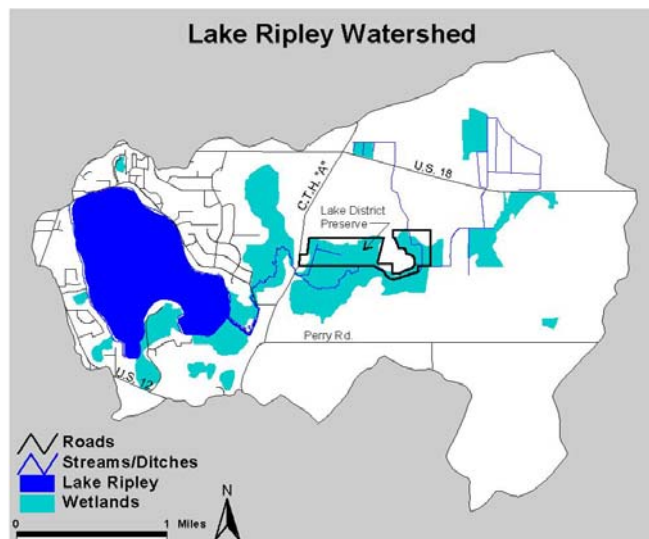 Lake Ripley Watershed
U.S. 18
C.T.H. "A"
Lake District
Preserve
Perry Rd.
U.S. 12
Roads
Streams/Ditches
Lake Ripley
Wetlands
N
0 1 Miles